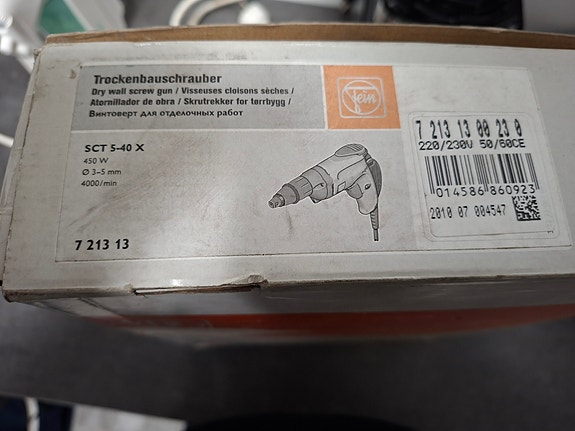 Trockenbauschrauber
Dry wall screw gun / Visseuses cloisons sèches /
Atornillador de obra / Skrutrekker for tørrbygg /
Винтоверт для отделочных работ
Fein
SCT 5-40 X
450 W
Ø 3–5 mm
4000/min
7 213 13
7 213 13 00 23 0
220/230V 50/60CE
014586 860923
2010 07 004547